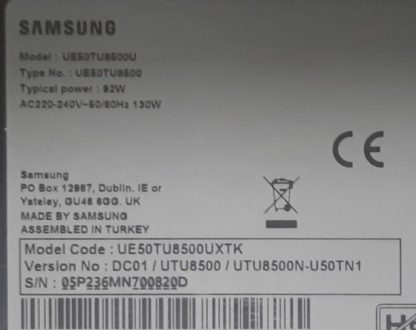 SAMSUNG
Model : UE50TU8500U
Type No. : UE50TU8500
Typical power : 92W
AC220-240V~50/60Hz 130W
CE
Samsung
PO Box 12987, Dublin. IE or
Yateley, GU46 6GG. UK
MADE BY SAMSUNG
ASSEMBLED IN TURKEY
Model Code : UE50TU8500UXTK
Version No : DC01 / UTU8500 / UTU8500N-U50TN1
S/N : 05P236MN700820D